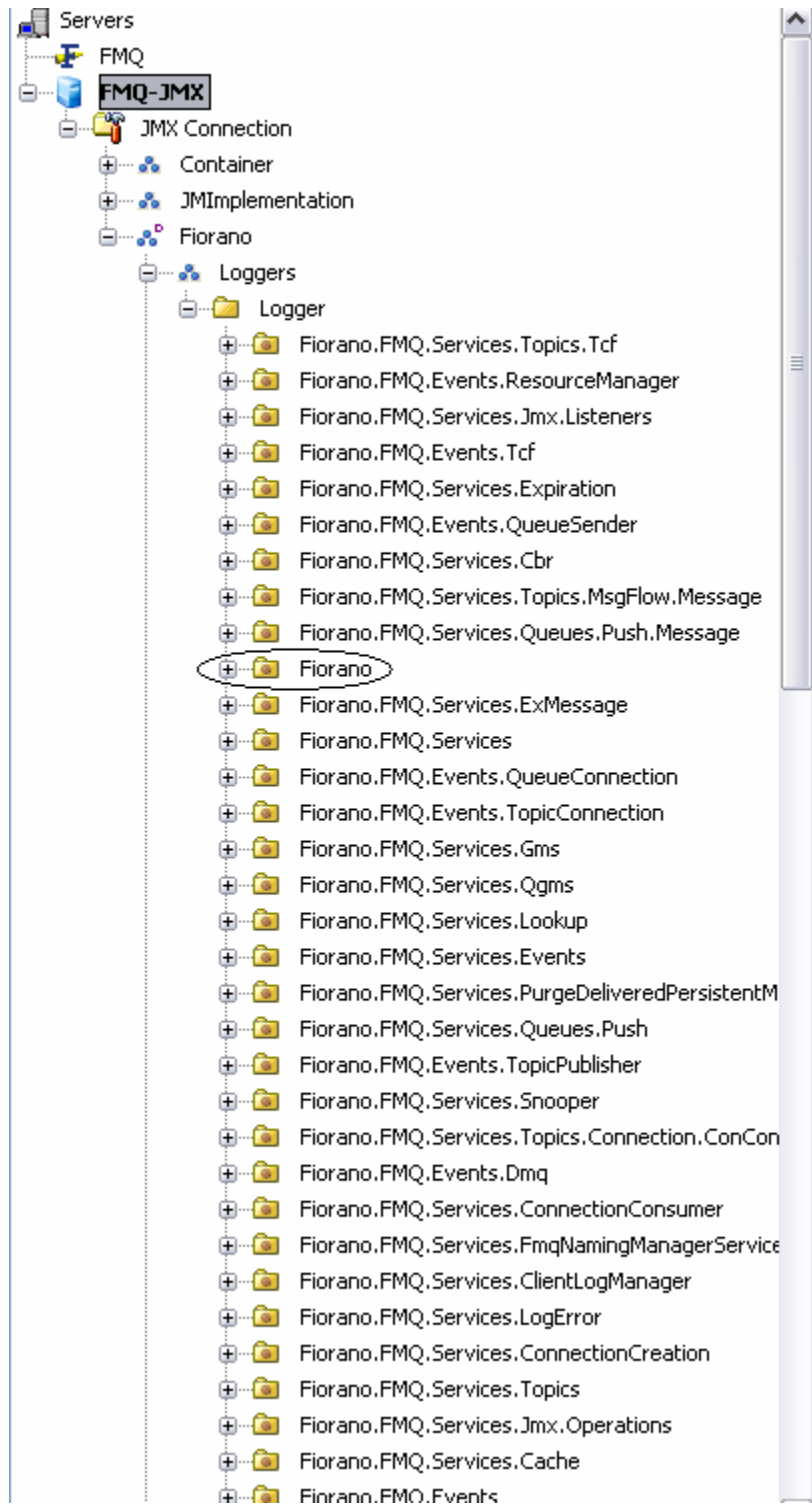 Servers
FMQ
FMQ-JMX
JMX Connection
Container
JMImplementation
Fiorano
Loggers
Logger
Fiorano.FMQ.Services.Topics.Tcf
Fiorano.FMQ.Events.ResourceManager
Fiorano.FMQ.Services.Jmx.Listeners
Fiorano.FMQ.Events.Tcf
Fiorano.FMQ.Services.Expiration
Fiorano.FMQ.Events.QueueSender
Fiorano.FMQ.Services.Cbr
Fiorano.FMQ.Services.Topics.MsgFlow.Message
Fiorano.FMQ.Services.Queues.Push.Message
Fiorano
Fiorano.FMQ.Services.ExMessage
Fiorano.FMQ.Services
Fiorano.FMQ.Events.QueueConnection
Fiorano.FMQ.Events.TopicConnection
Fiorano.FMQ.Services.Gms
Fiorano.FMQ.Services.Qgms
Fiorano.FMQ.Services.Lookup
Fiorano.FMQ.Services.Events
Fiorano.FMQ.Services.PurgeDeliveredPersistentM
Fiorano.FMQ.Services.Queues.Push
Fiorano.FMQ.Events.TopicPublisher
Fiorano.FMQ.Services.Snooper
Fiorano.FMQ.Services.Topics.Connection.ConCon
Fiorano.FMQ.Events.Dmq
Fiorano.FMQ.Services.ConnectionConsumer
Fiorano.FMQ.Services.FmqNamingManagerService
Fiorano.FMQ.Services.ClientLogManager
Fiorano.FMQ.Services.LogError
Fiorano.FMQ.Services.ConnectionCreation
Fiorano.FMQ.Services.Topics
Fiorano.FMQ.Services.Jmx.Operations
Fiorano.FMQ.Services.Cache
Fiorano.FMQ.Events